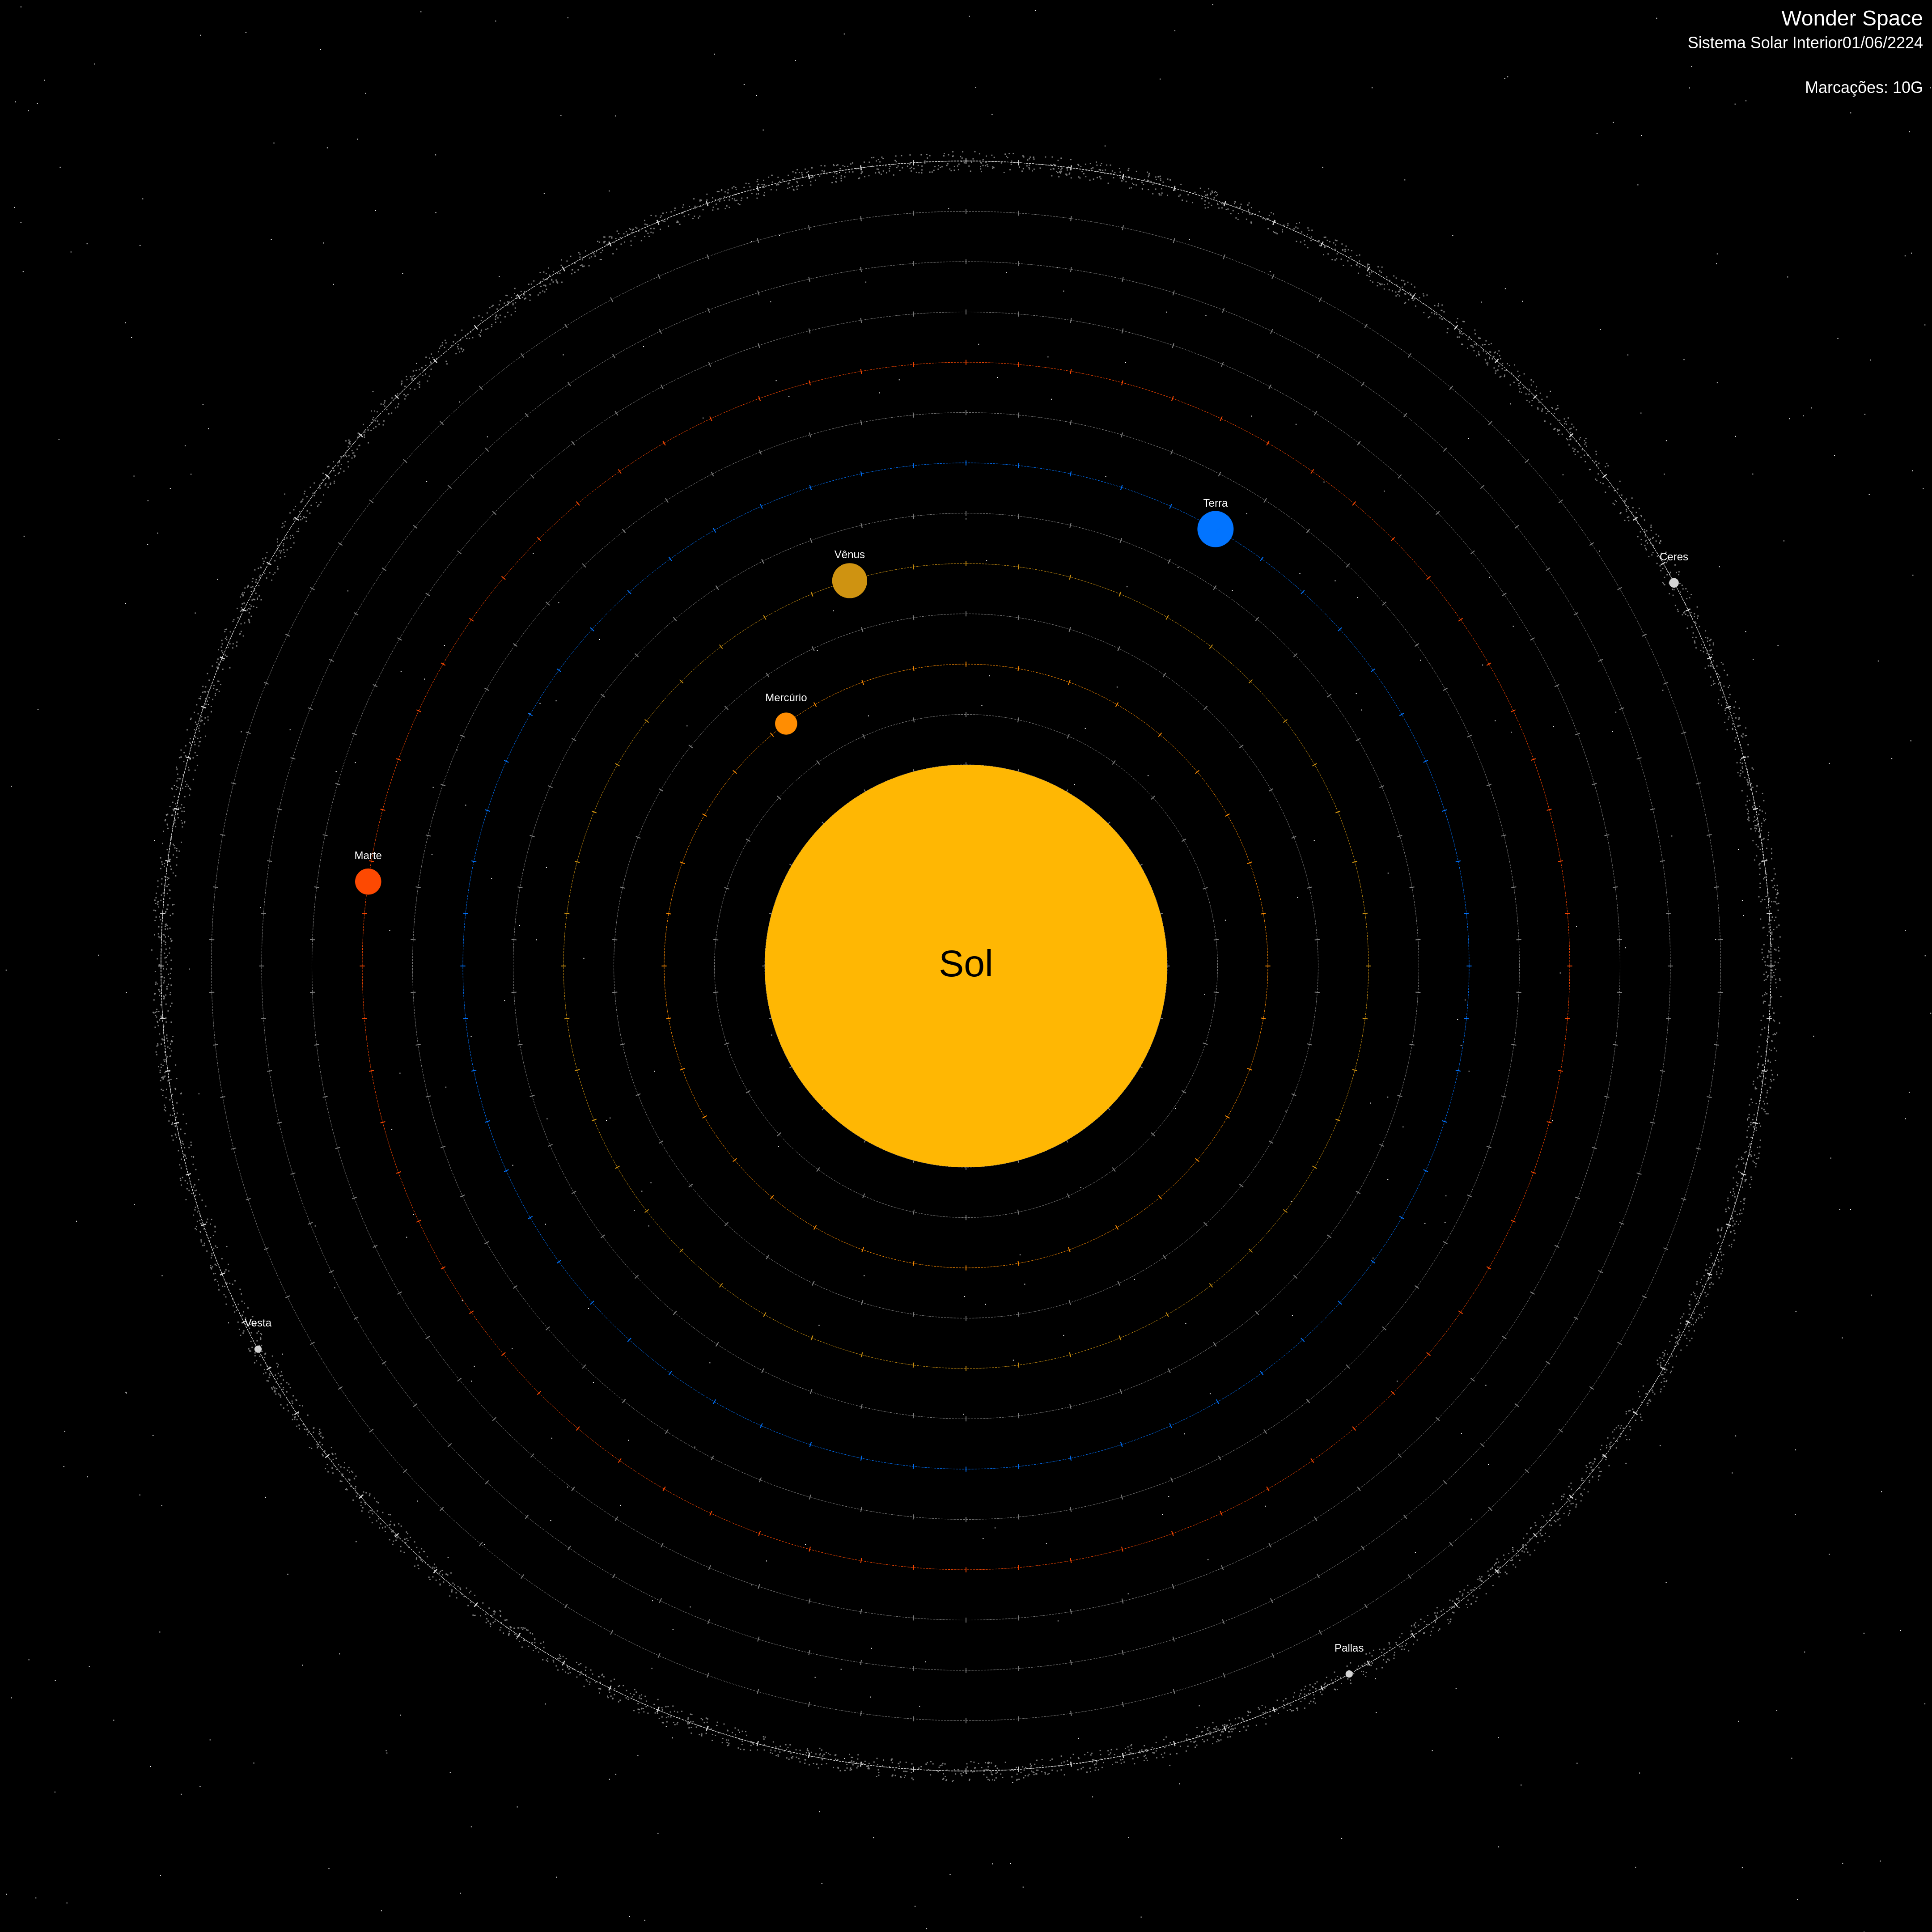 Wonder Space
Sistema Solar Interior01/06/2224
Marcações: 10G
Terra
Vênus
Ceres
Mercúrio
Marte
Sol
Vesta
Pallas